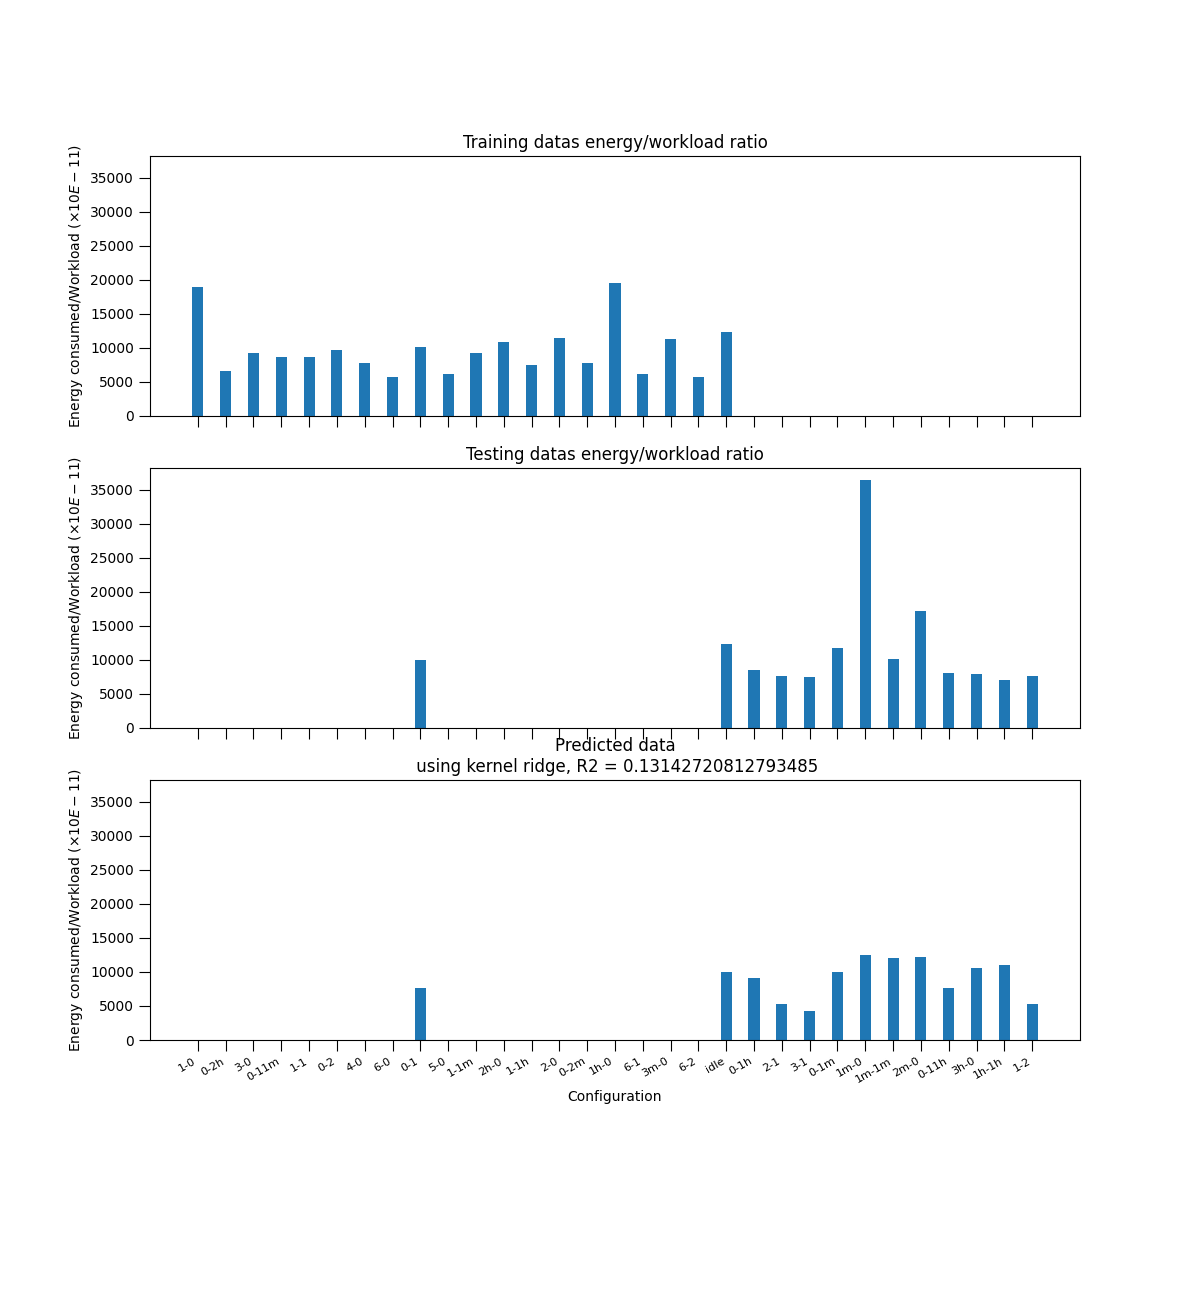 Training datas energy/workload ratio
Energy consumed/Workload (×10E − 11)
35000
30000
25000
20000
15000
10000
5000
0
Testing datas energy/workload ratio
Energy consumed/Workload (×10E − 11)
35000
30000
25000
20000
15000
10000
5000
0
Predicted data
using kernel ridge, R2 = 0.13142720812793485
Energy consumed/Workload (×10E − 11)
35000
30000
25000
20000
15000
10000
5000
0
1-0 0-2h 3-0 0-11m 1-1 0-2 4-0 6-0 0-1 5-0 1-1m 2h-0 1-1h 2-0 0-2m 1h-0 6-1 3m-0 6-2 idle 0-1h 2-1 3-1 0-1m 1m-0 1m-1m 2m-0 0-11h 3h-0 1h-1h 1-2
Configuration